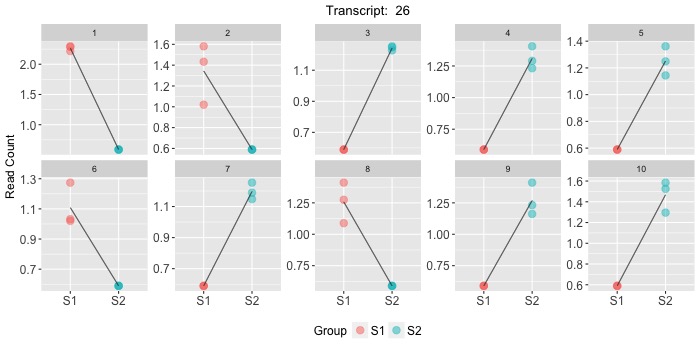 Transcript: 26
1 2 3 4 5
2.0 1.5 1.0
1.6 1.4 1.2 1.0 0.8 0.6
1.1 0.9 0.7
1.25 1.00 0.75
1.4 1.2 1.0 0.8 0.6
Read Count
6 7 8 9 10
1.3 1.1 0.9 0.7
1.1 0.9 0.7
1.25 1.00 0.75
1.25 1.00 0.75
1.6 1.4 1.2 1.0 0.8 0.6
S1 S2 S1 S2 S1 S2 S1 S2 S1 S2
Group S1 S2